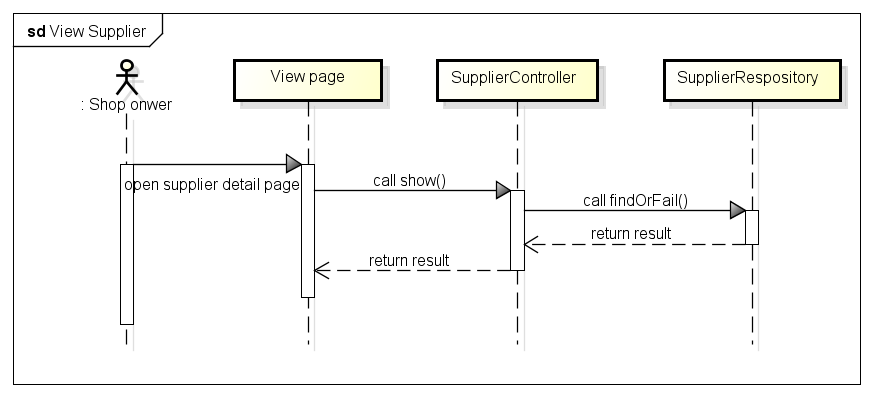 sd View Supplier
: Shop onwer
View page
SupplierController
SupplierRespository
open supplier detail page
call show()
call findOrFail()
return result
return result